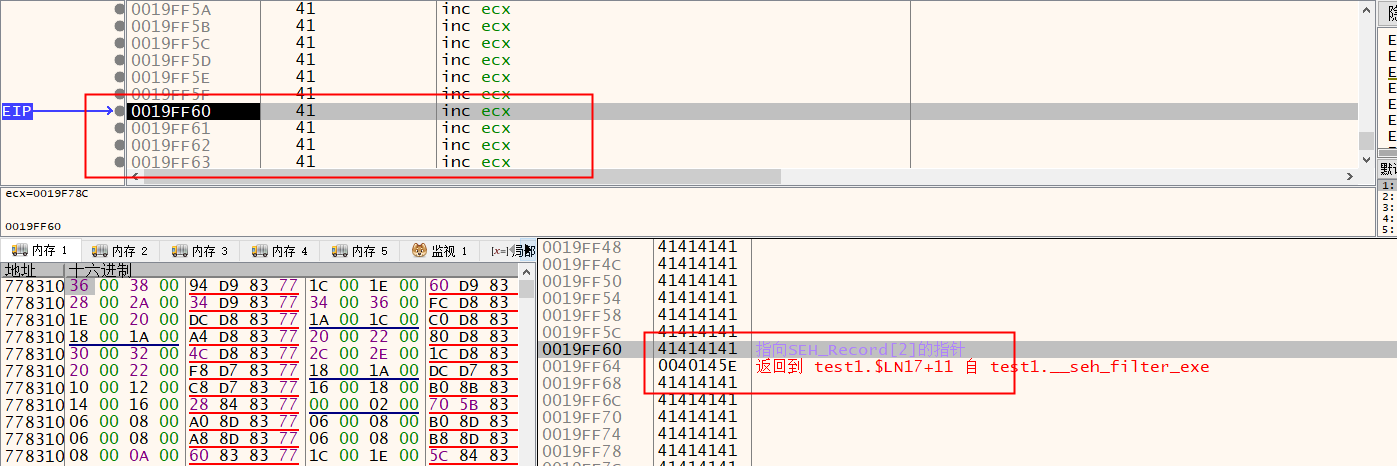 0019FF5A 41 inc ecx
0019FF5B 41 inc ecx
0019FF5C 41 inc ecx
0019FF5D 41 inc ecx
0019FF5E 41 inc ecx
0019FF5F 41 inc ecx
EIP 0019FF60 41 inc ecx
0019FF61 41 inc ecx
0019FF62 41 inc ecx
0019FF63 41 inc ecx
ecx=0019F78C
0019FF60
内存 1 内存 2 内存 3 内存 4 内存 5 监视 1 [x=] 局部
地址 十六进制
778310 36 00 38 00 94 D9 83 77 1C 00 1E 00 60 D9 83
778310 28 00 2A 00 34 D9 83 77 34 00 36 00 FC D8 83
778310 1E 00 20 00 DC D8 83 77 1A 00 1C 00 C0 D8 83
778310 18 00 1A 00 A4 D8 83 77 20 00 22 00 80 D8 83
778310 30 00 32 00 4C D8 83 77 2C 00 2E 00 1C D8 83
778310 20 00 22 00 F8 D7 83 77 18 00 1A 00 DC D7 83
778310 10 00 12 00 C8 D7 83 77 18 00 1A 00 B0 8B 83
778310 14 00 16 00 28 84 83 77 00 00 02 00 70 5B 83
778310 06 00 08 00 A0 8D 83 77 06 00 08 00 B0 8D 83
778310 06 00 08 00 A8 8D 83 77 06 00 08 00 B8 8D 83
778310 08 00 0A 00 60 83 83 77 1C 00 1E 00 5C 84 83
0019FF48 41414141
0019FF4C 41414141
0019FF50 41414141
0019FF54 41414141
0019FF58 41414141
0019FF5C 41414141
0019FF60 41414141 指向SEH_Record[2]的指针
0019FF64 0040145E 返回到 test1.$LN17+11 自 test1.__seh_filter_exe
0019FF68 41414141
0019FF6C 41414141
0019FF70 41414141
0019FF74 41414141
0019FF78 41414141
0019FF7C 41414141
默认
1:
2:
3:
4:
5: